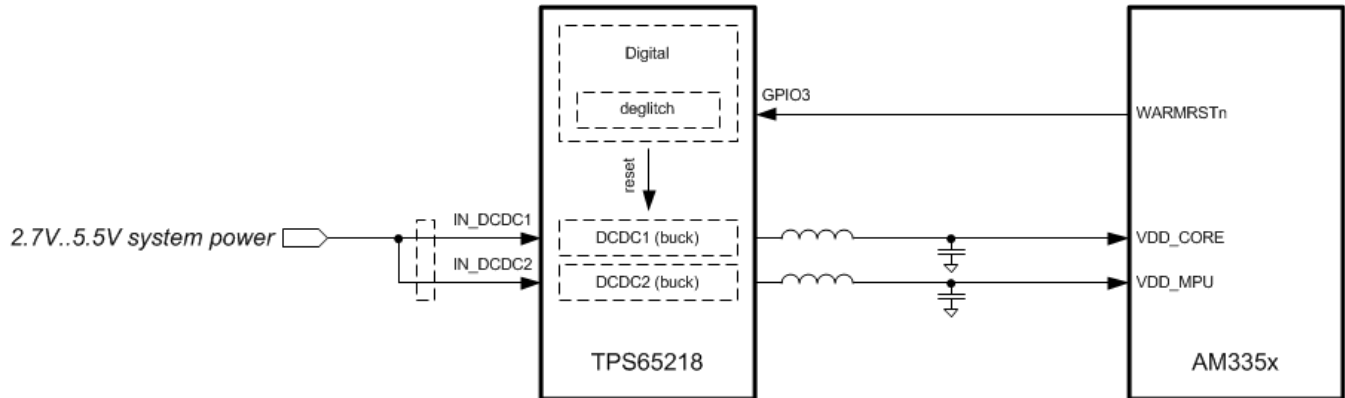 Digital
deglitch
GPIO3
WARMRSTn
reset
2.7V..5.5V system power
IN_DCDC1
DCDC1 (buck)
VDD_CORE
IN_DCDC2
DCDC2 (buck)
VDD_MPU
TPS65218
AM335x